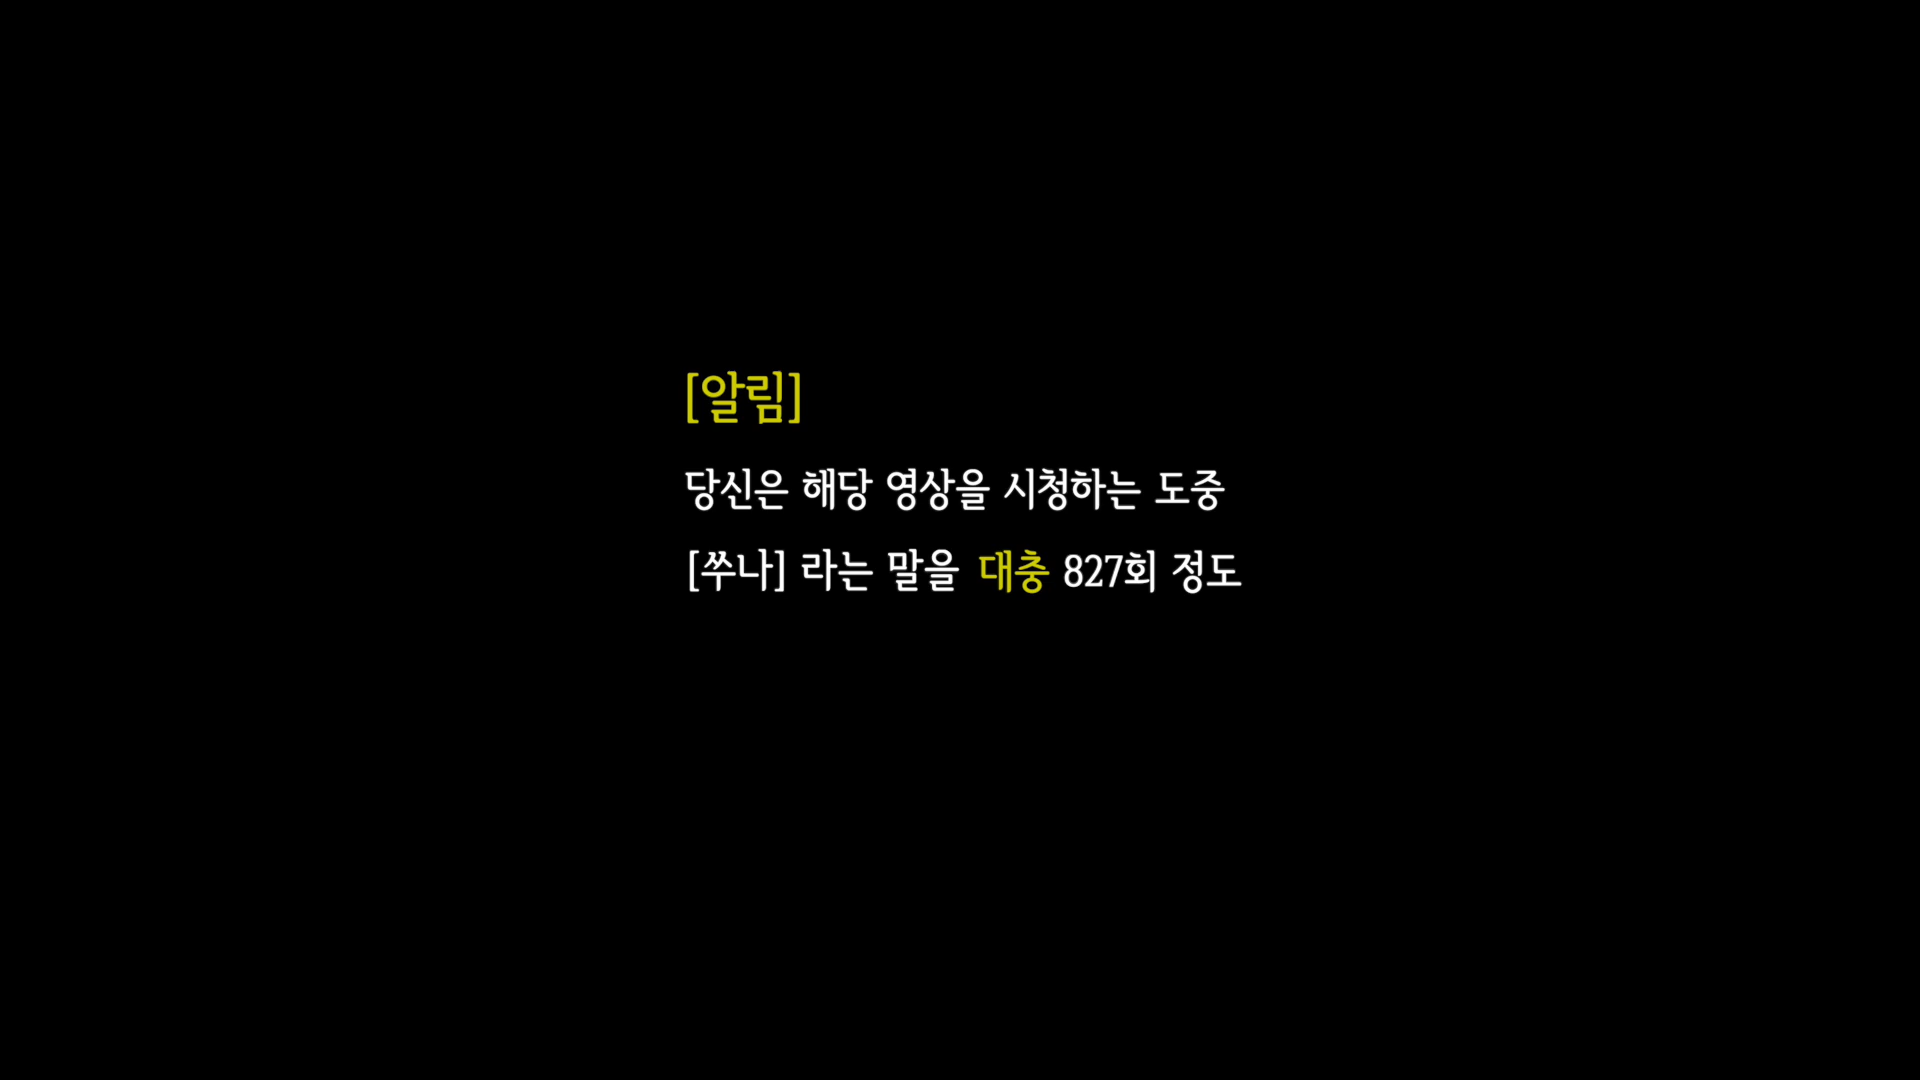 [알림]
당신은 해당 영상을 시청하는 도중
[쭈나] 라는 말을 대충 827회 정도